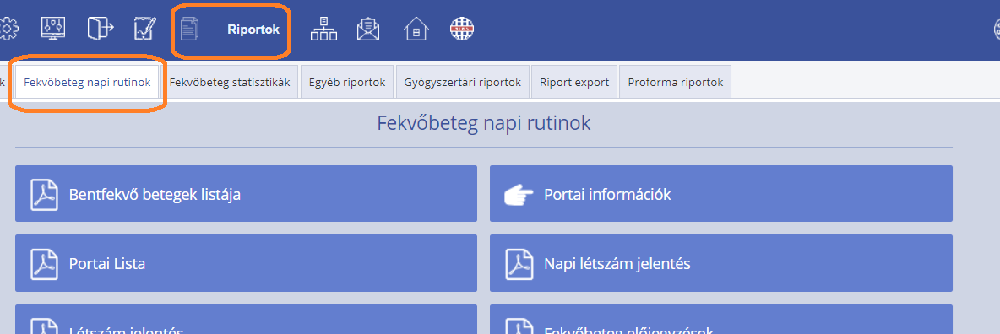 Riportok
k
Fekvőbeteg napi rutinok
Fekvőbeteg statisztikák
Egyéb riportok
Gyógyszertári riportok
Riport export
Proforma riportok
Fekvőbeteg napi rutinok
Bentfekvő betegek listája
Portai információk
Portai Lista
Napi létszám jelentés
Létszám jelentés
Fekvőbeteg előjegyzések